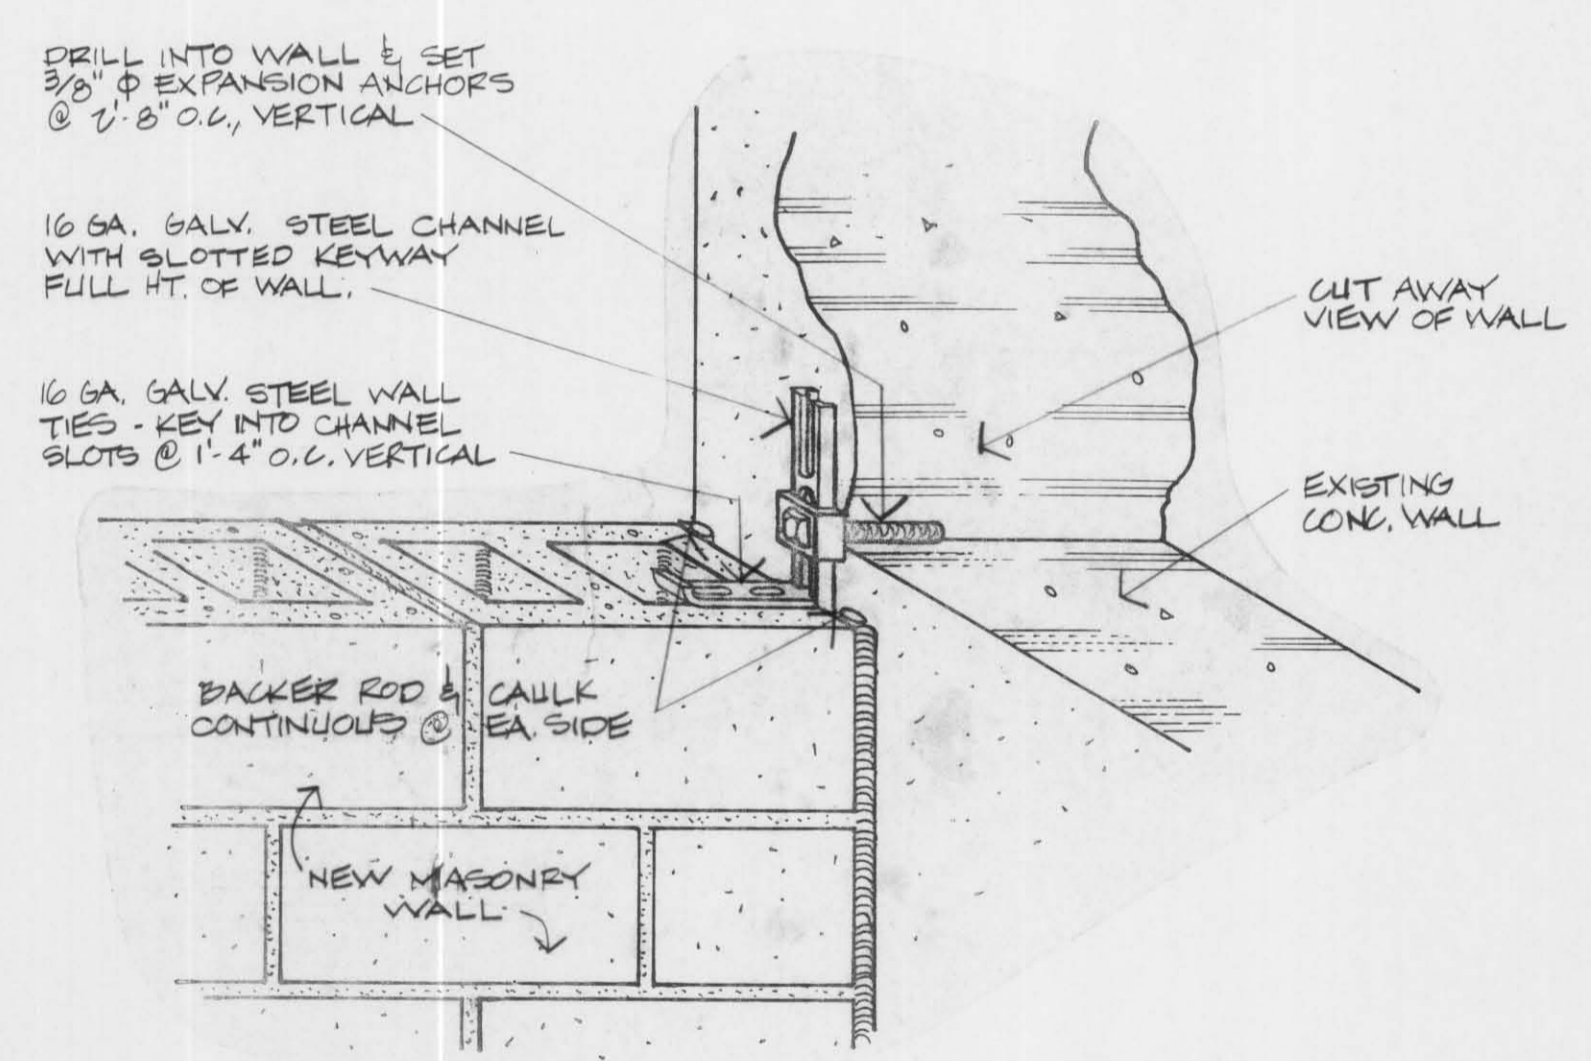 DRILL INTO WALL & SET
3/8" Φ EXPANSION ANCHORS
@ 2'-8" O.C., VERTICAL
16 GA. GALV. STEEL CHANNEL
WITH SLOTTED KEYWAY
FULL HT. OF WALL.
16 GA. GALV. STEEL WALL
TIES - KEY INTO CHANNEL
SLOTS @ 1'-4" O.C. VERTICAL
CUT AWAY
VIEW OF WALL
EXISTING
CONC. WALL
BACKER ROD & CAULK
CONTINUOUS @ EA. SIDE
NEW MASONRY
WALL